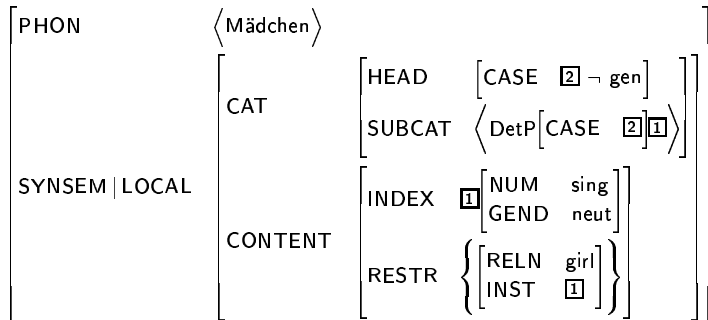 PHON ⟨Mädchen⟩
HEAD [CASE 2 ¬ gen]
CAT
SUBCAT ⟨DetP[CASE 2]1⟩
SYNSEM | LOCAL
INDEX 1[NUM sing
GEND neut]
CONTENT
RESTR {[RELN girl
INST 1]}